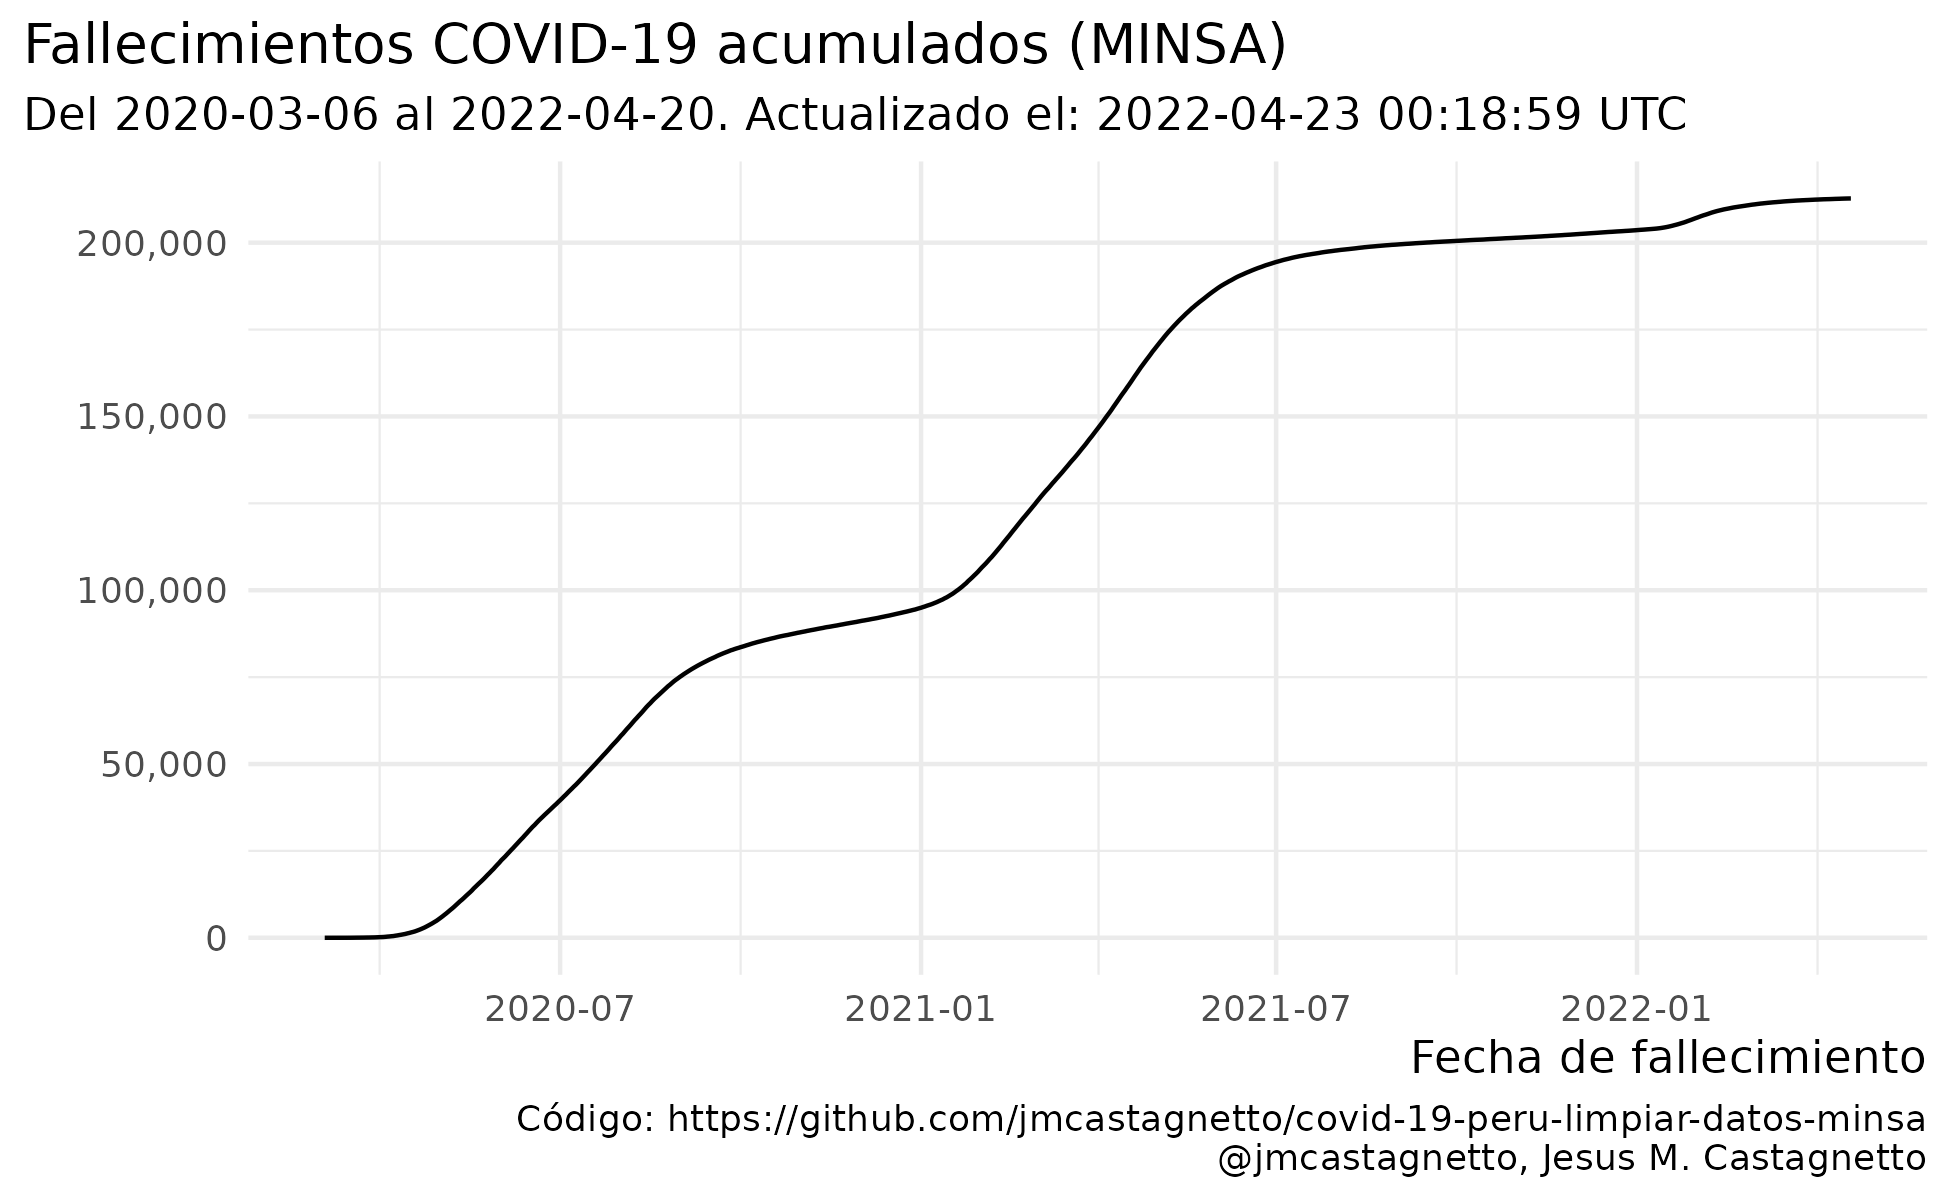 Fallecimientos COVID-19 acumulados (MINSA)
Del 2020-03-06 al 2022-04-20. Actualizado el: 2022-04-23 00:18:59 UTC
200,000
150,000
100,000
50,000
0
2020-07
2021-01
2021-07
2022-01
Fecha de fallecimiento
Código: https://github.com/jmcastagnetto/covid-19-peru-limpiar-datos-minsa
@jmcastagnetto, Jesus M. Castagnetto